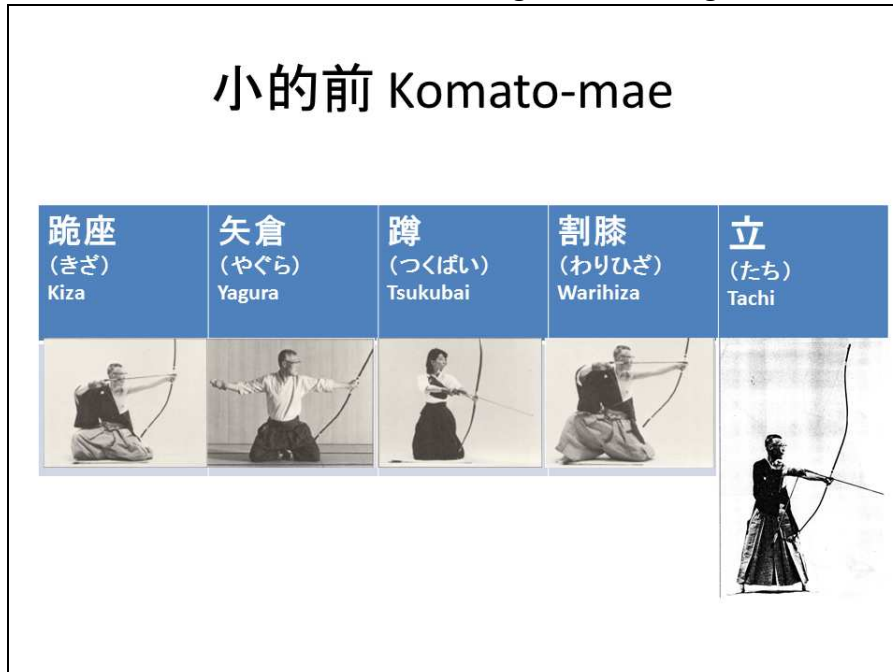 小的前 Komato-mae
跪座
（きざ）
Kiza
矢倉
（やぐら）
Yagura
蹲
（つくばい）
Tsukubai
割膝
（わりひざ）
Warihiza
立
（たち）
Tachi